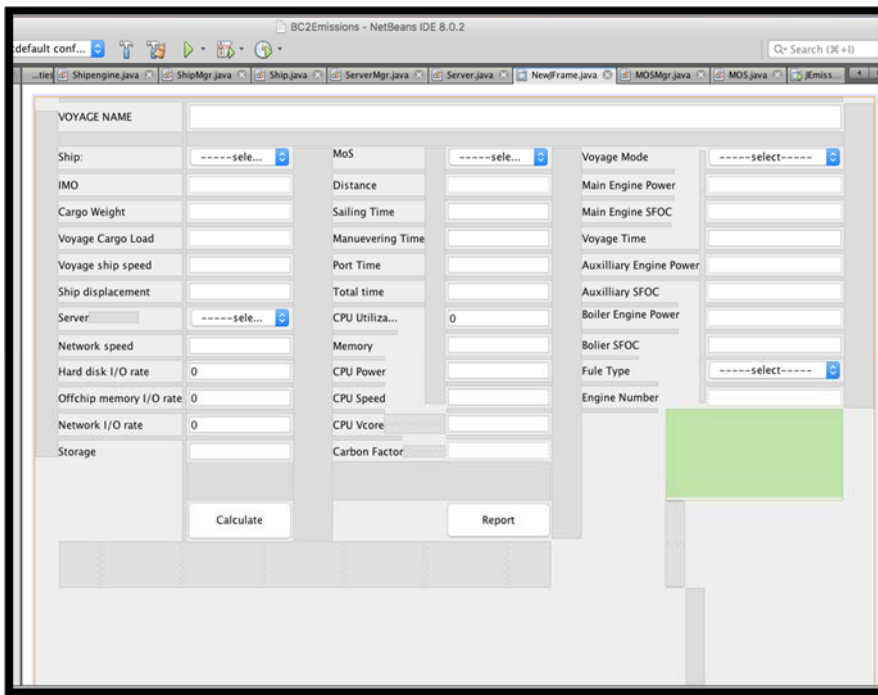 BC2Emissions - NetBeans IDE 8.0.2
default conf...
Search (⌘+I)
...ties
Shipengine.java
ShipMgr.java
Ship.java
ServerMgr.java
Server.java
NewJFrame.java
MOSMgr.java
MOS.java
JEmiss...
VOYAGE NAME
Ship: -----sele... MoS -----sele... Voyage Mode -----select-----
IMO Distance Main Engine Power
Cargo Weight Sailing Time Main Engine SFOC
Voyage Cargo Load Manuevering Time Voyage Time
Voyage ship speed Port Time Auxilliary Engine Power
Ship displacement Total time Auxilliary SFOC
Server -----sele... CPU Utiliza... 0 Boiler Engine Power
Network speed Memory Bolier SFOC
Hard disk I/O rate 0 CPU Power Fule Type -----select-----
Offchip memory I/O rate 0 CPU Speed Engine Number
Network I/O rate 0 CPU Vcore
Storage Carbon Factor
Calculate Report